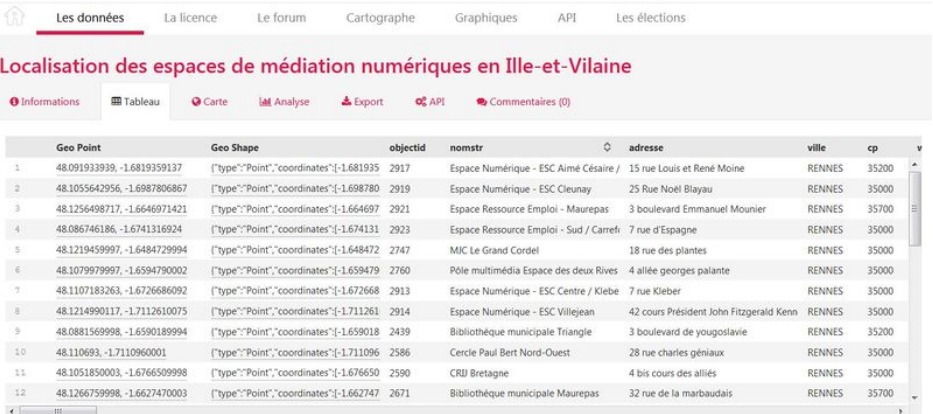 Les données La licence Le forum Cartographe Graphiques API Les élections
Localisation des espaces de médiation numériques en Ille-et-Vilaine
Informations Tableau Carte Analyse Export API Commentaires (0)
Geo Point Geo Shape objectid nomstr adresse ville cp v
1 48.091933939, -1.6819359137 {"type":"Point","coordinates":[-1.681935 2917 Espace Numérique - ESC Aimé Césaire / 15 rue Louis et René Moine RENNES 35200
2 48.1055642956, -1.6987806867 {"type":"Point","coordinates":[-1.698780 2919 Espace Numérique - ESC Cleunay 25 Rue Noël Blayau RENNES 35000
3 48.1256498717, -1.6646971421 {"type":"Point","coordinates":[-1.664697 2921 Espace Ressource Emploi - Maurepas 3 boulevard Emmanuel Mounier RENNES 35700
4 48.086746186, -1.6741316924 {"type":"Point","coordinates":[-1.674131 2923 Espace Ressource Emploi - Sud / Carrefo 7 rue d'Espagne RENNES 35000
5 48.1219459997, -1.6484729994 {"type":"Point","coordinates":[-1.648472 2747 MJC Le Grand Cordel 18 rue des plantes RENNES 35000
6 48.1079979997, -1.6594790002 {"type":"Point","coordinates":[-1.659479 2760 Pôle multimédia Espace des deux Rives 4 allée georges palante RENNES 35000
7 48.1107183263, -1.6726686092 {"type":"Point","coordinates":[-1.672668 2913 Espace Numérique - ESC Centre / Klebe 7 rue Kleber RENNES 35000
8 48.1214990117, -1.7112610075 {"type":"Point","coordinates":[-1.711261 2914 Espace Numérique - ESC Villejean 42 cours Président John Fitzgerald Kenn RENNES 35000
9 48.0881569998, -1.6590189994 {"type":"Point","coordinates":[-1.659018 2439 Bibliothèque municipale Triangle 3 boulevard de yougoslavie RENNES 35200
10 48.110693, -1.7110960001 {"type":"Point","coordinates":[-1.711096 2586 Cercle Paul Bert Nord-Ouest 28 rue charles géniaux RENNES 35000
11 48.1051850003, -1.6766509998 {"type":"Point","coordinates":[-1.676650 2590 CRIJ Bretagne 4 bis cours des alliés RENNES 35000
12 48.1266759998, -1.6627470003 {"type":"Point","coordinates":[-1.662747 2671 Bibliothèque municipale Maurepas 32 rue de la marbaudais RENNES 35700